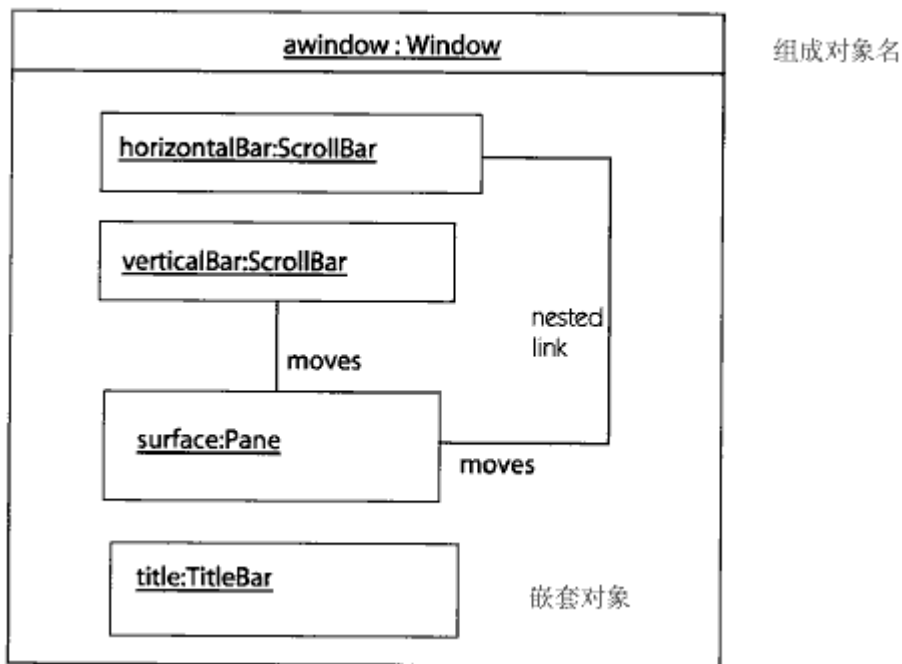 awindow : Window
组成对象名
horizontalBar:ScrollBar
verticalBar:ScrollBar
nested
link
moves
surface:Pane
moves
title:TitleBar
嵌套对象